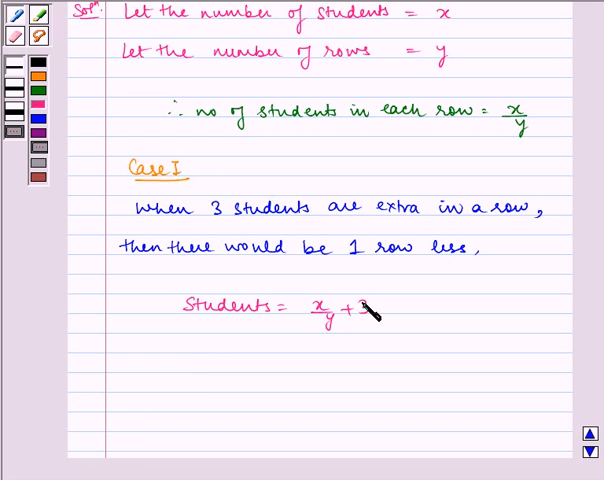 Soln: Let the number of students = x
Let the number of rows = y
∴ no of students in each row = x/y
Case I
When 3 students are extra in a row,
then there would be 1 row less.
Students = x/y + 3